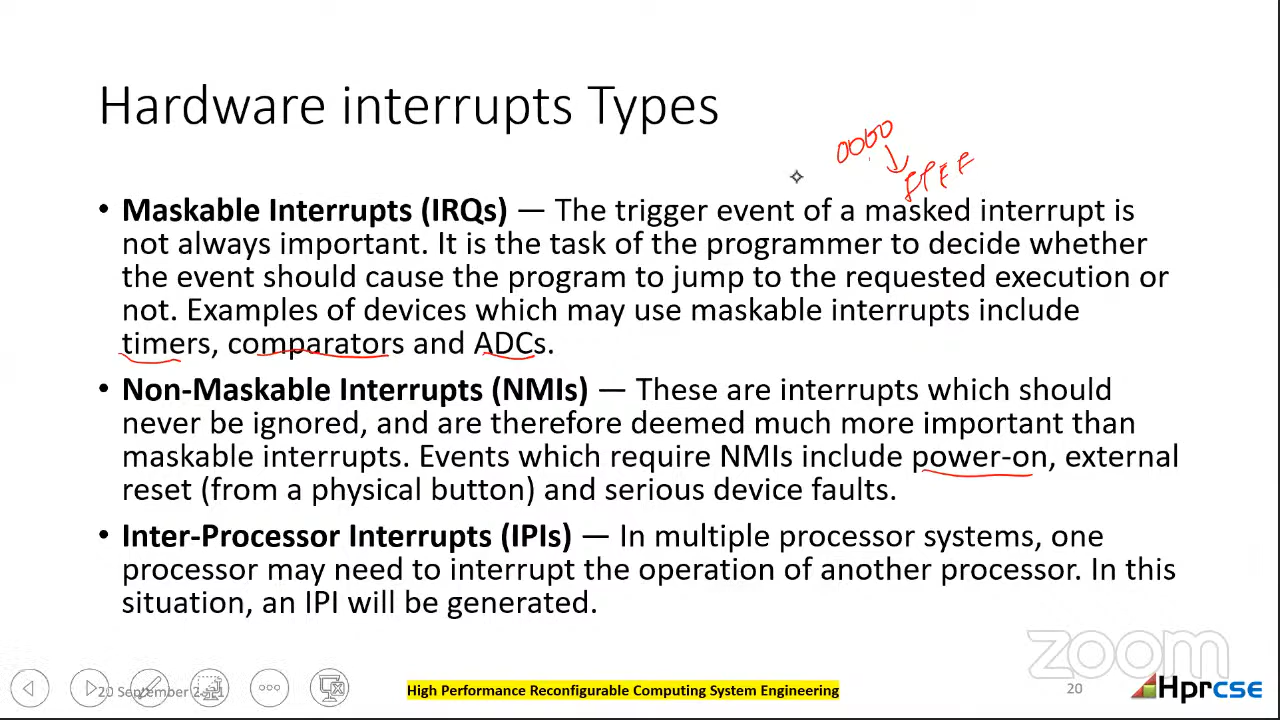 Hardware interrupts Types
0000
FFFF
• Maskable Interrupts (IRQs) — The trigger event of a masked interrupt is
not always important. It is the task of the programmer to decide whether
the event should cause the program to jump to the requested execution or
not. Examples of devices which may use maskable interrupts include
timers, comparators and ADCs.
• Non-Maskable Interrupts (NMIs) — These are interrupts which should
never be ignored, and are therefore deemed much more important than
maskable interrupts. Events which require NMIs include power-on, external
reset (from a physical button) and serious device faults.
• Inter-Processor Interrupts (IPIs) — In multiple processor systems, one
processor may need to interrupt the operation of another processor. In this
situation, an IPI will be generated.
zoom
20 September
High Performance Reconfigurable Computing System Engineering
20
Hprcse